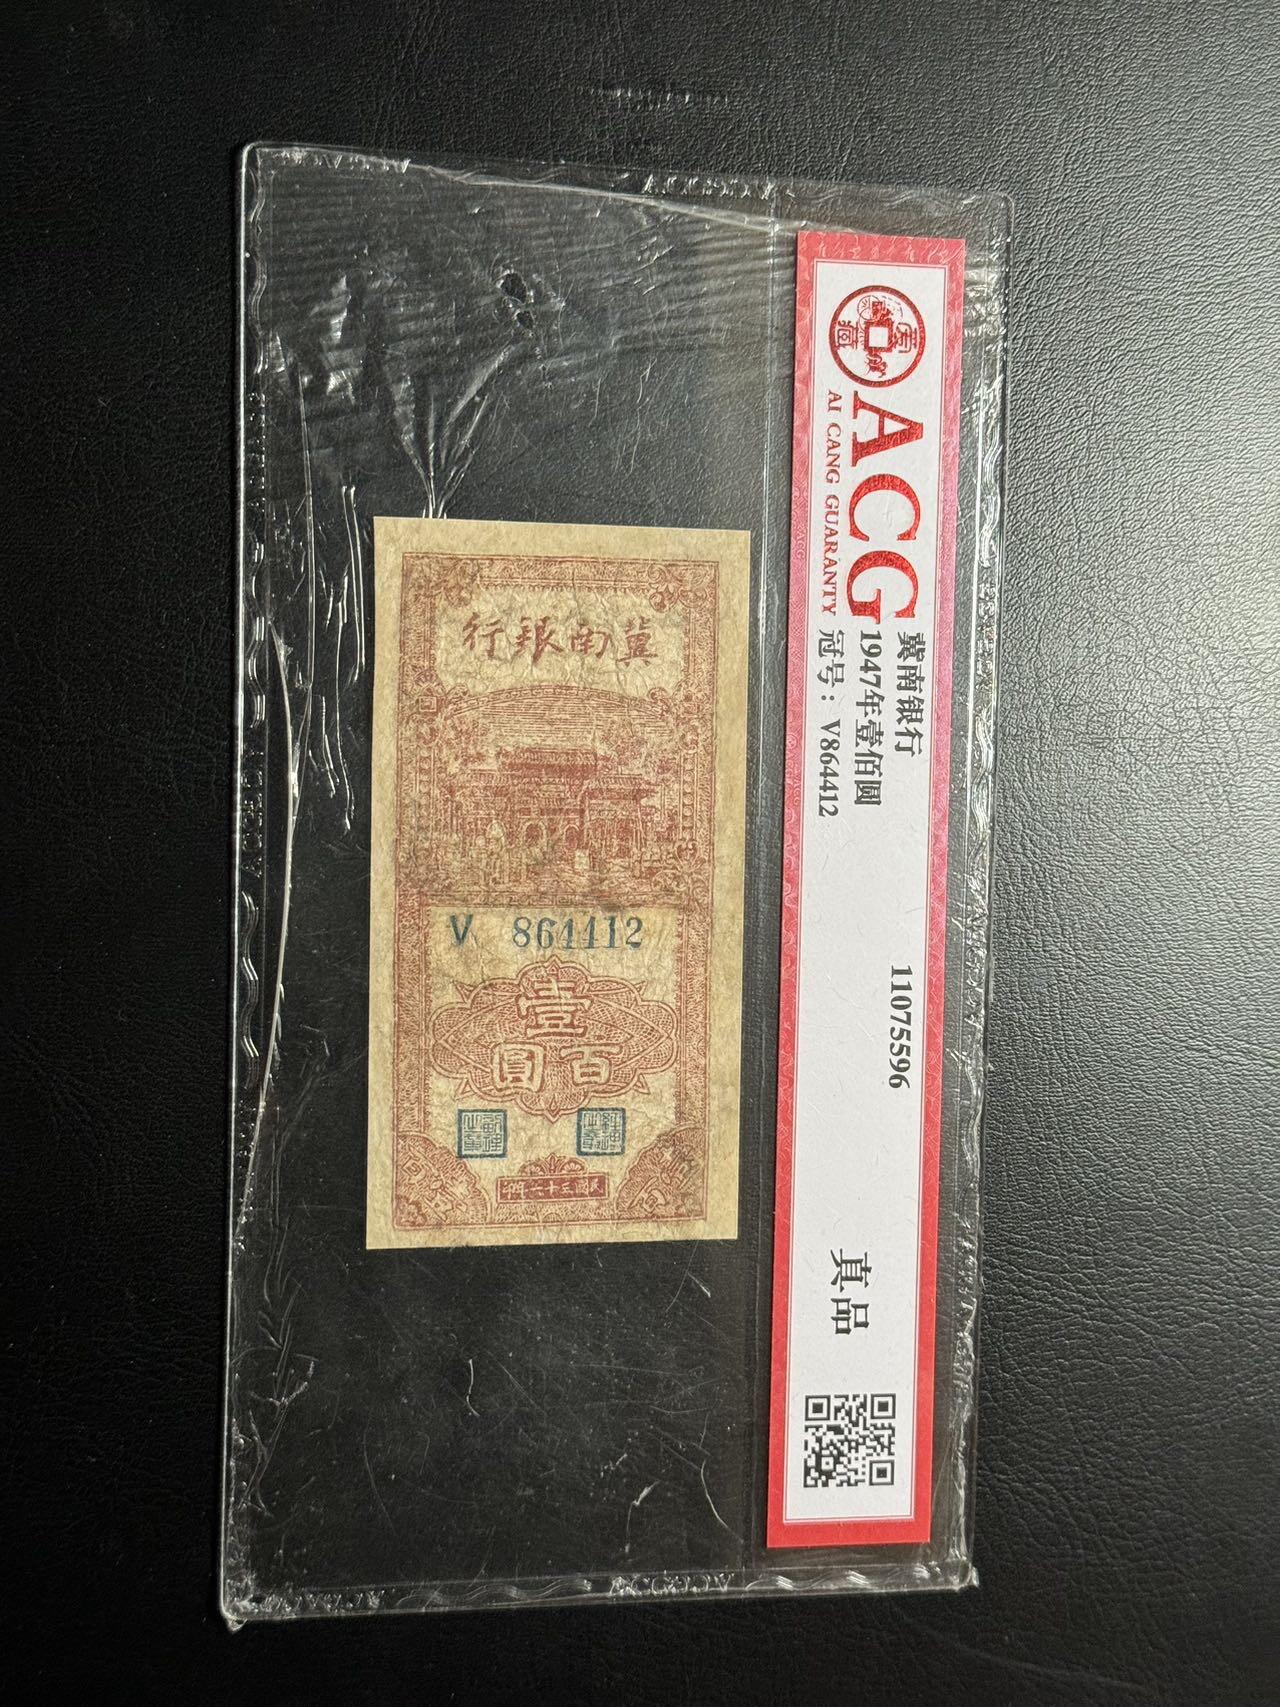 ACG
AI CANG GUARANTY
冀南银行
1947年壹佰圆
冠号：V864412
11075596
真品
冀南銀行
V 864412
壹
百圓
民國三十六年印